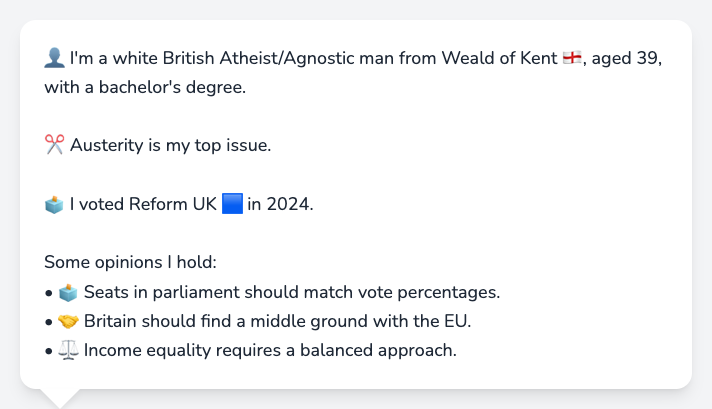 👤 I'm a white British Atheist/Agnostic man from Weald of Kent 🏴󠁧󠁢󠁥󠁮󠁧󠁿, aged 39,
with a bachelor's degree.
✂️ Austerity is my top issue.
🗳️ I voted Reform UK 🟦 in 2024.
Some opinions I hold:
• 🗳️ Seats in parliament should match vote percentages.
• 🤝 Britain should find a middle ground with the EU.
• ⚖️ Income equality requires a balanced approach.